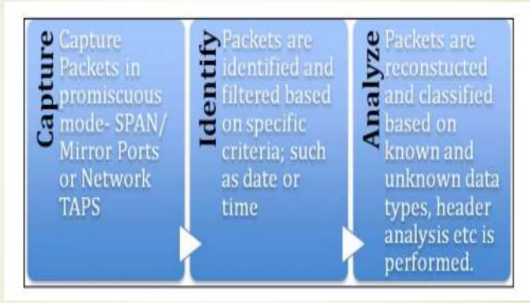 Capture
Capture
Packets in
promiscuous
mode- SPAN/
Mirror Ports
or Network
TAPS
Identify
Packets are
identified and
filtered based
on specific
criteria; such
as date or
time
Analyze
Packets are
reconstucted
and classified
based on
known and
unknown data
types, header
analysis etc is
performed.